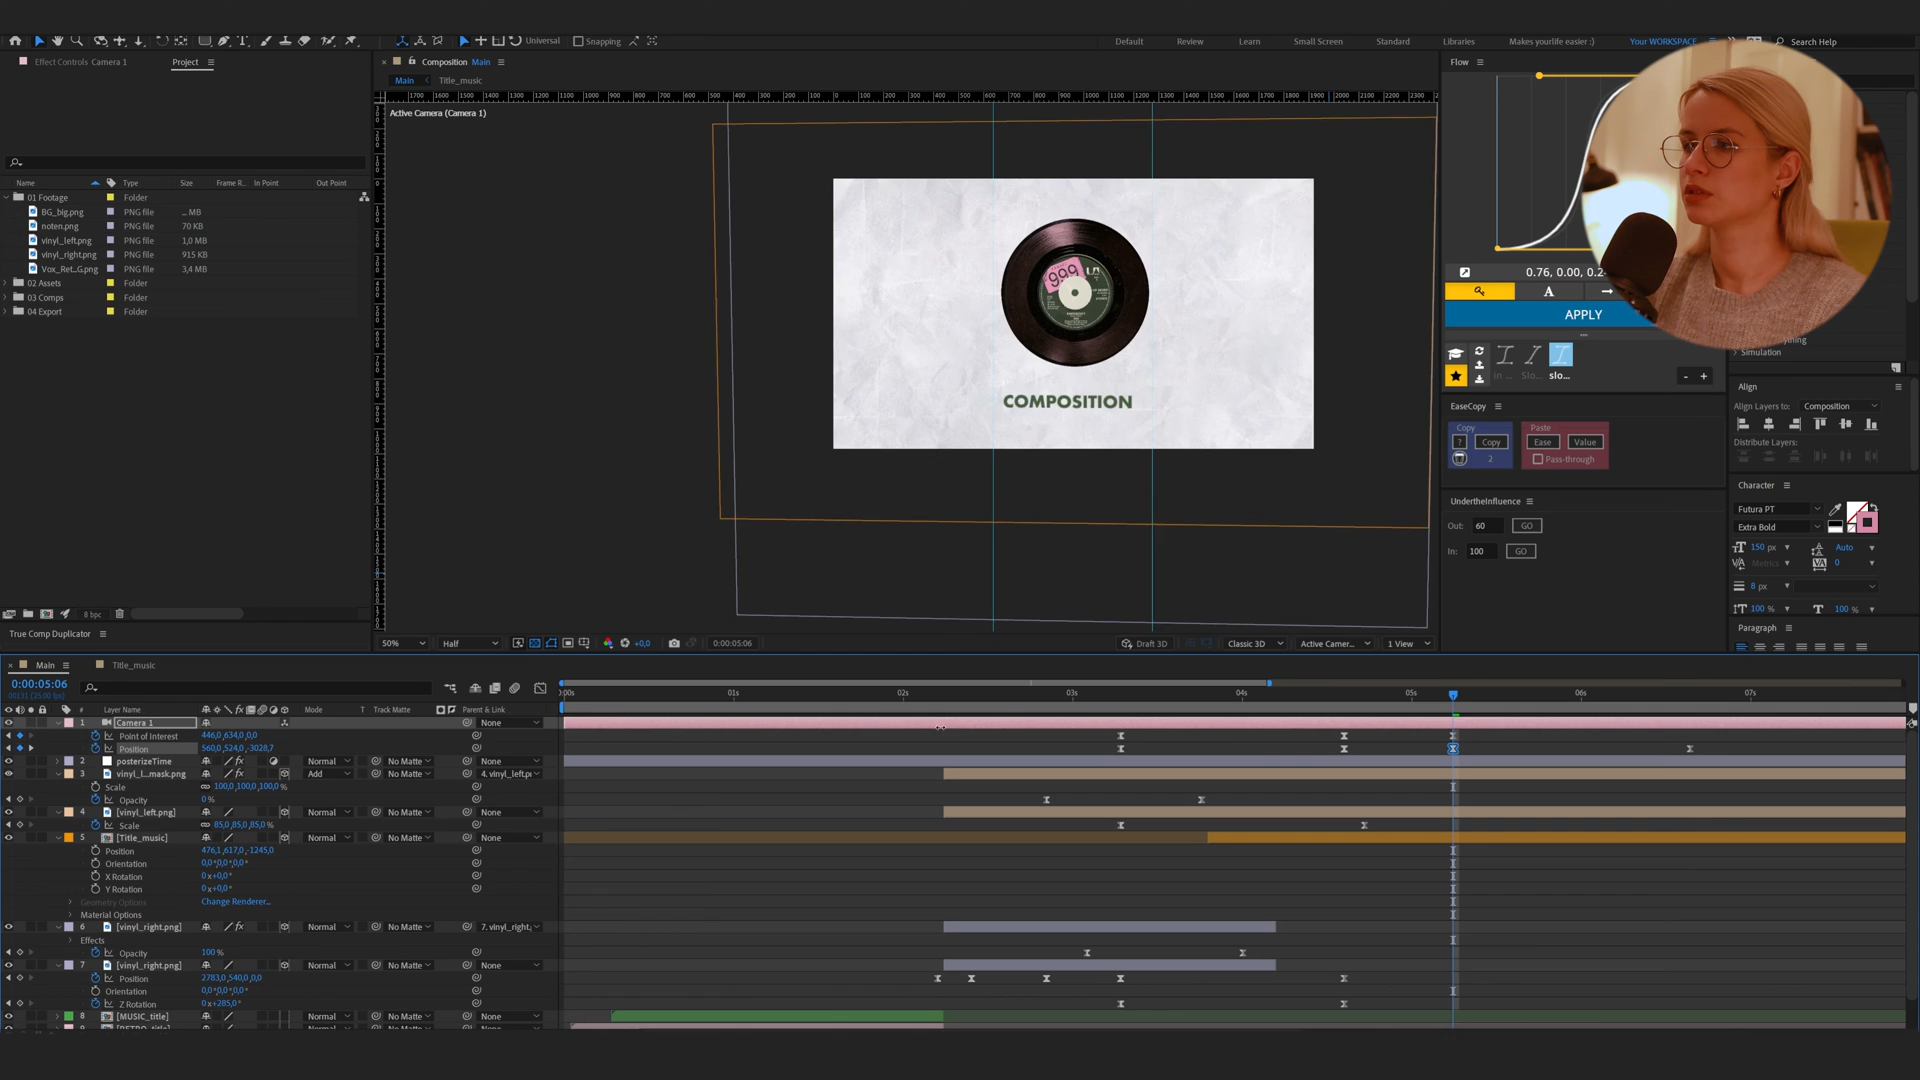 Universal
Snapping
Default
Review
Learn
Small Screen
Standard
Libraries
Makes yourlife easier :)
Your WORKSPACE
Search Help
Effect Controls Camera 1
Project
Composition Main
Flow
Main
Title_music
Active Camera (Camera 1)
Name
Type
Size
Frame R...
In Point
Out Point
01 Footage
Folder
BG_big.png
PNG file
... MB
noten.png
PNG file
70 KB
vinyl_left.png
PNG file
1,0 MB
vinyl_right.png
PNG file
915 KB
Vox_Ret...G.png
PNG file
3,4 MB
02 Assets
Folder
03 Comps
Folder
04 Export
Folder
999
COMPOSITION
APPLY
slo...
Simulation
Align
Align Layers to:
Composition
Distribute Layers:
EaseCopy
Copy
Paste
?
Copy
Ease
Value
2
Pass-through
UndertheInfluence
Out:
60
GO
In:
100
GO
Character
Futura PT
Extra Bold
150 px
Auto
Metrics
0
8 px
100 %
100 %
Paragraph
8 bpc
True Comp Duplicator
50%
Half
+0,0
0:00:05:06
Draft 3D
Classic 3D
Active Camer...
1 View
Main
Title_music
0:00:05:06
00131 (25.00 fps)
:00s
01s
02s
03s
04s
05s
06s
07s
#
Layer Name
Mode
T
Track Matte
Parent & Link
1
Camera 1
None
Point of Interest
446,0,634,0,0,0
Position
560,0,524,0,-3028,7
2
posterizeTime
Normal
No Matte
None
3
vinyl_l...mask.png
Add
No Matte
4. vinyl_left.p
Scale
100,0,100,0,100,0%
Opacity
0%
4
[vinyl_left.png]
Normal
No Matte
None
Scale
85,0,85,0,85,0%
5
[Title_music]
Normal
No Matte
None
Position
476,1,617,0,-1245,0
Orientation
0,0°,0,0°,0,0°
X Rotation
0x+0,0°
Y Rotation
0x+0,0°
Geometry Options
Change Renderer...
Material Options
6
[vinyl_right.png]
Normal
No Matte
7. vinyl_right.
Effects
Opacity
100 %
7
[vinyl_right.png]
Normal
No Matte
None
Position
2783,0,540,0,0,0
Orientation
0,0°,0,0°,0,0°
Z Rotation
0x+285,0°
8
[MUSIC_title]
Normal
No Matte
None